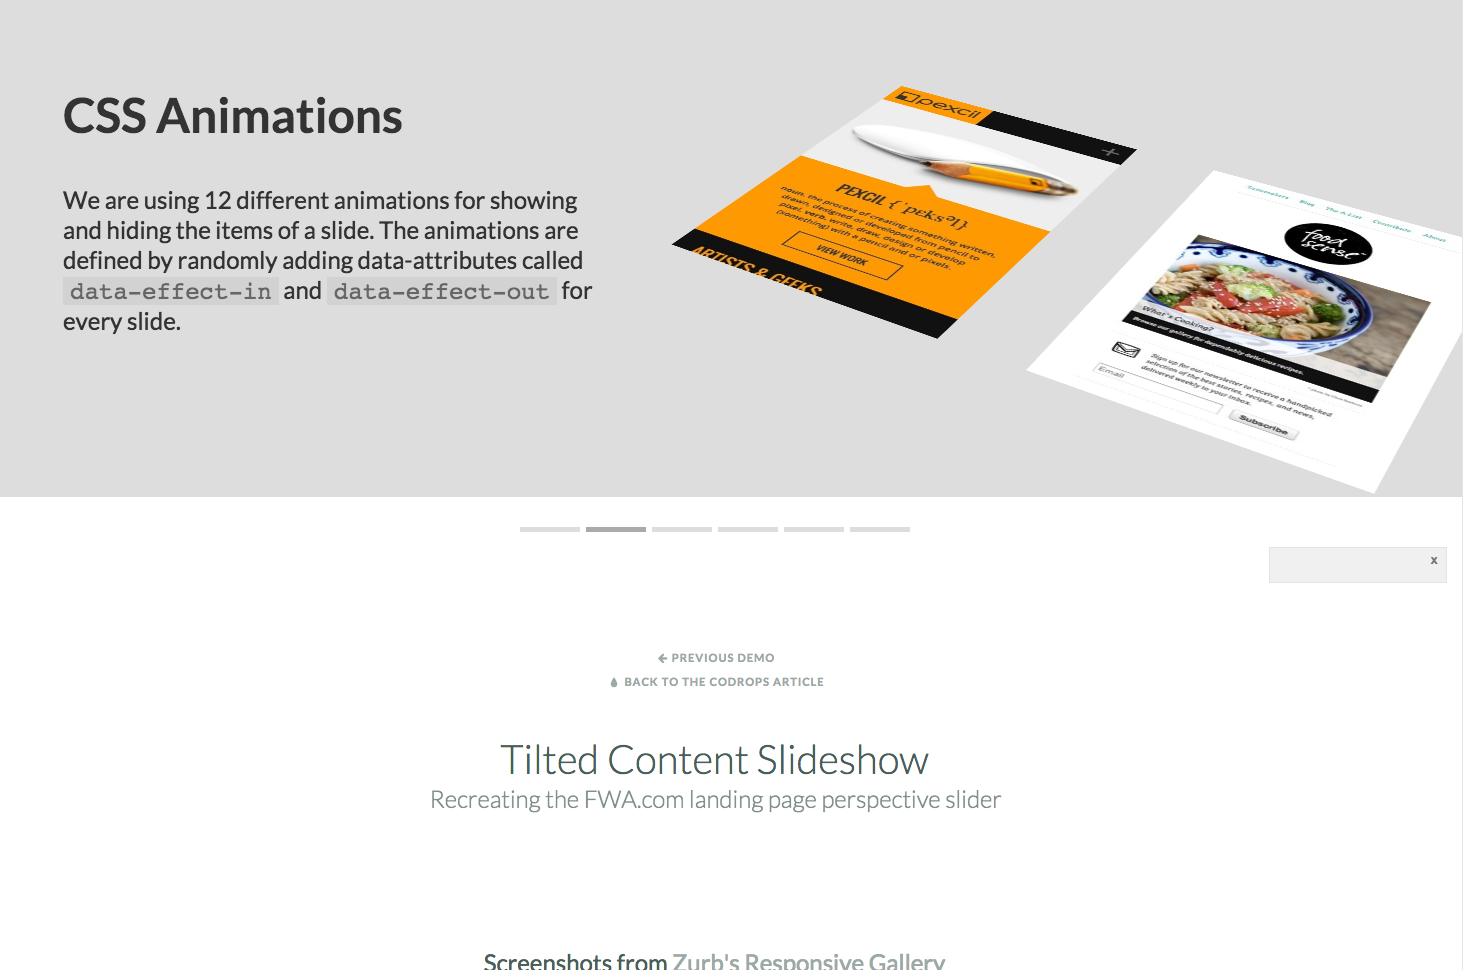 CSS Animations
We are using 12 different animations for showing
and hiding the items of a slide. The animations are
defined by randomly adding data-attributes called
data-effect-in and data-effect-out for
every slide.
pexcil
PEXCIL { 'peks°l}
noun. the process of creating something written,
drawn, designed or developed from pencil to
pixel. verb. write, draw, design or develop
(something) with a pencil and or pixels.
VIEW WORK
ARTISTS & GEEKS
Tastemakers Blog The A-List Contribute About
food
sense
What's Cooking?
Browse our gallery for dependably delicious recipes.
Sign up for our newsletter to receive a handpicked
selection of the best stories, recipes, and news,
delivered weekly to your inbox.
Email
Subscribe
x
PREVIOUS DEMO
BACK TO THE CODROPS ARTICLE
Tilted Content Slideshow
Recreating the FWA.com landing page perspective slider
Screenshots from Zurb's Responsive Gallery